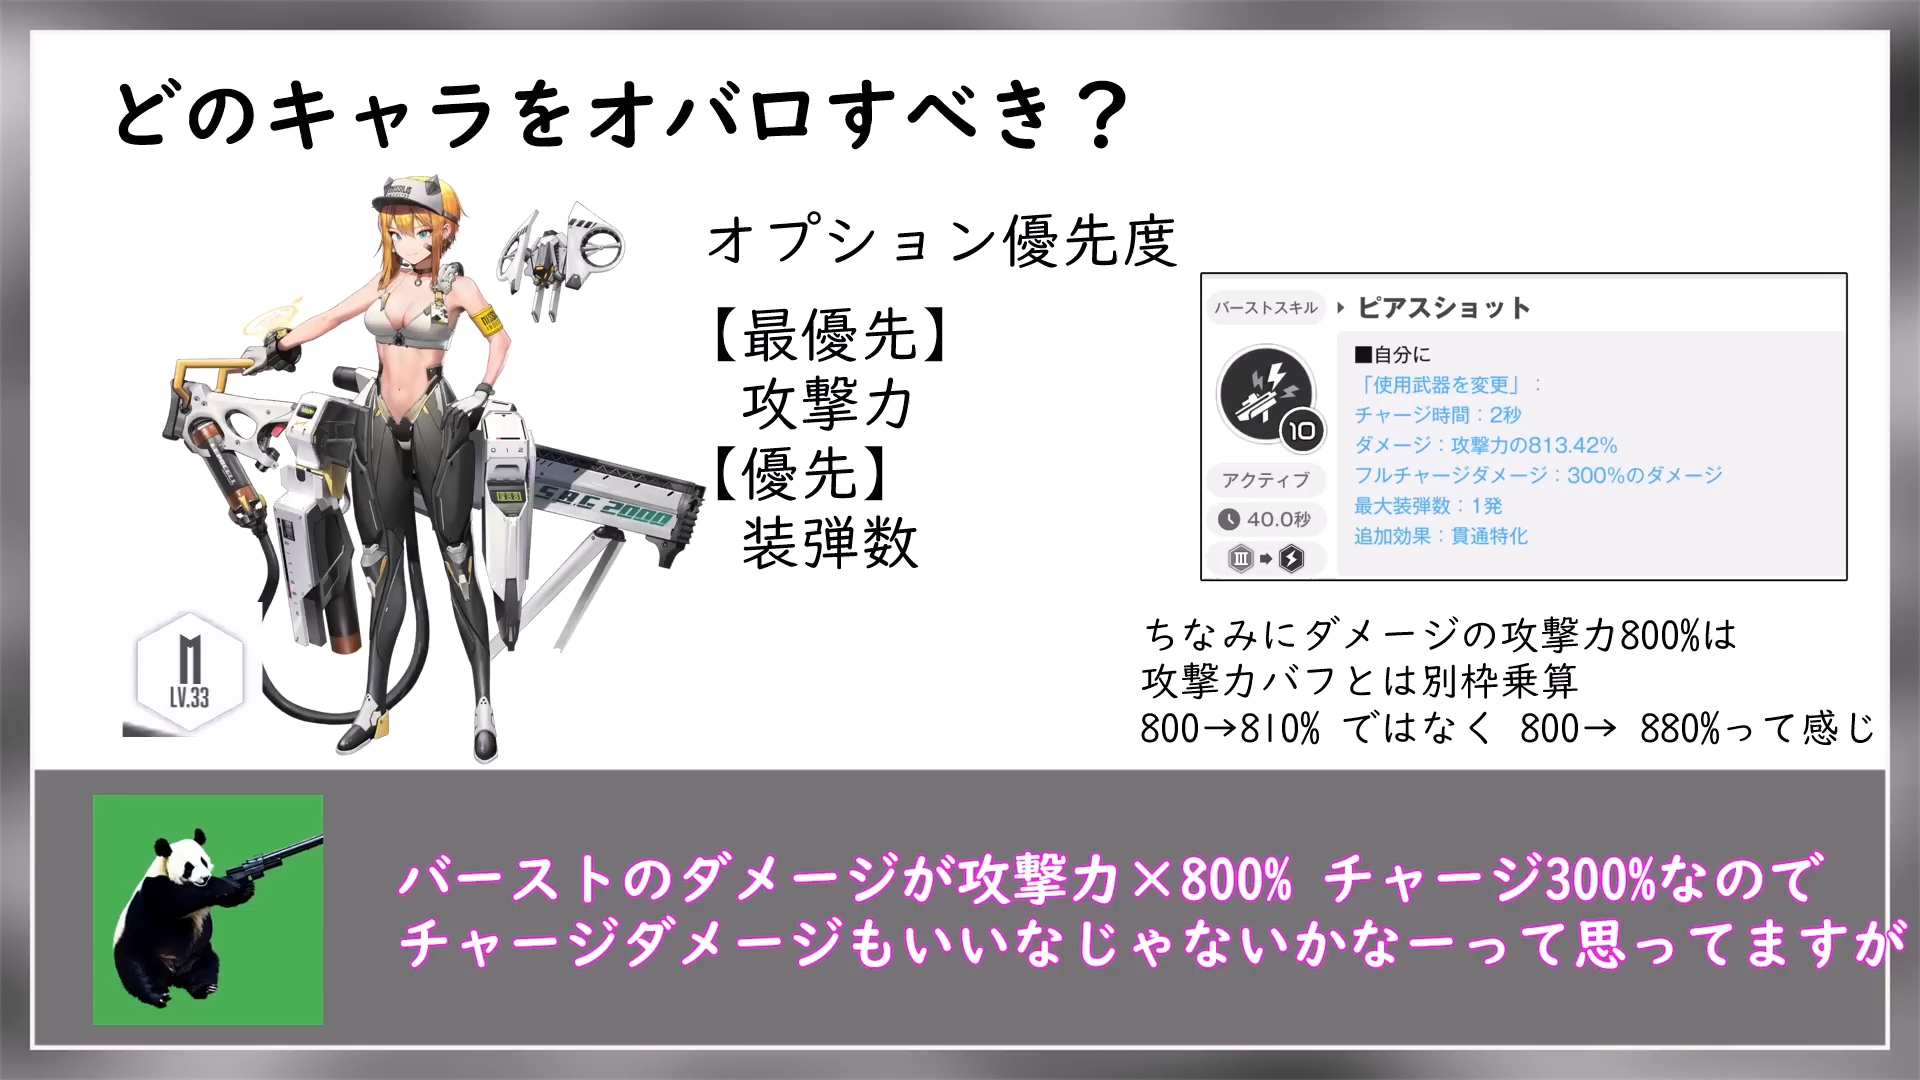 どのキャラをオバロすべき？
オプション優先度
【最優先】
攻撃力
【優先】
装弾数
バーストスキル
ピアスショット
■自分に
「使用武器を変更」：
チャージ時間：2秒
ダメージ：攻撃力の813.42%
フルチャージダメージ：300%のダメージ
最大装弾数：1発
追加効果：貫通特化
10
アクティブ
40.0秒
III
MISSILIS
SAC 2000
M
LV.33
ちなみにダメージの攻撃力800%は
攻撃力バフとは別枠乗算
800→810% ではなく 800→ 880%って感じ
バーストのダメージが攻撃力×800% チャージ300%なので
チャージダメージもいいなじゃないかなーって思ってますが